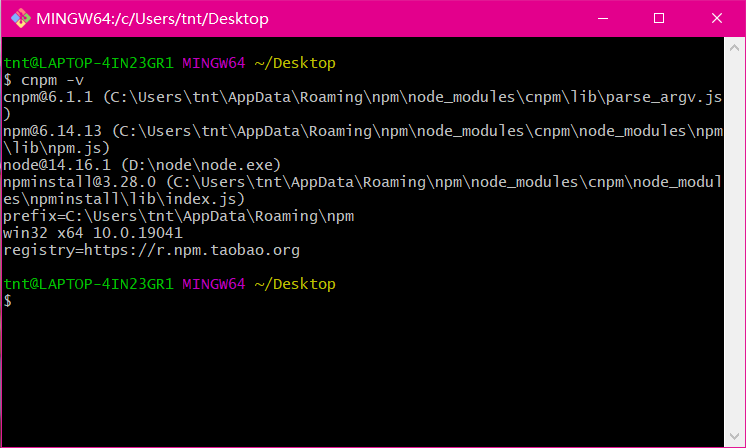 MINGW64:/c/Users/tnt/Desktop
tnt@LAPTOP-4IN23GR1 MINGW64 ~/Desktop
$ cnpm -v
cnpm@6.1.1 (C:\Users\tnt\AppData\Roaming\npm\node_modules\cnpm\lib\parse_argv.js
)
npm@6.14.13 (C:\Users\tnt\AppData\Roaming\npm\node_modules\cnpm\node_modules\npm
\lib\npm.js)
node@14.16.1 (D:\node\node.exe)
npminstall@3.28.0 (C:\Users\tnt\AppData\Roaming\npm\node_modules\cnpm\node_modul
es\npminstall\lib\index.js)
prefix=C:\Users\tnt\AppData\Roaming\npm
win32 x64 10.0.19041
registry=https://r.npm.taobao.org
tnt@LAPTOP-4IN23GR1 MINGW64 ~/Desktop
$